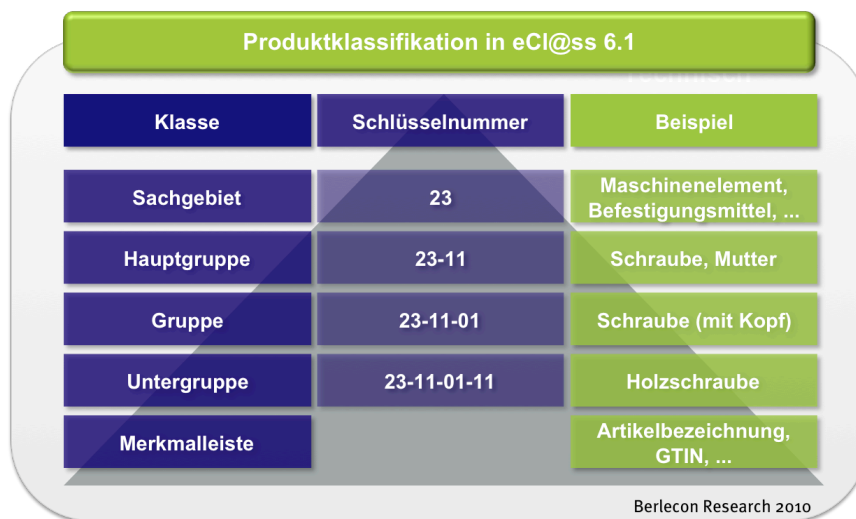 Produktklassifikation in eCl@ss 6.1
Technisch
Klasse
Schlüsselnummer
Beispiel
Sachgebiet
23
Maschinenelement,
Befestigungsmittel, ...
Hauptgruppe
23-11
Schraube, Mutter
Gruppe
23-11-01
Schraube (mit Kopf)
Untergruppe
23-11-01-11
Holzschraube
Merkmalleiste
Artikelbezeichnung,
GTIN, ...
Berlecon Research 2010